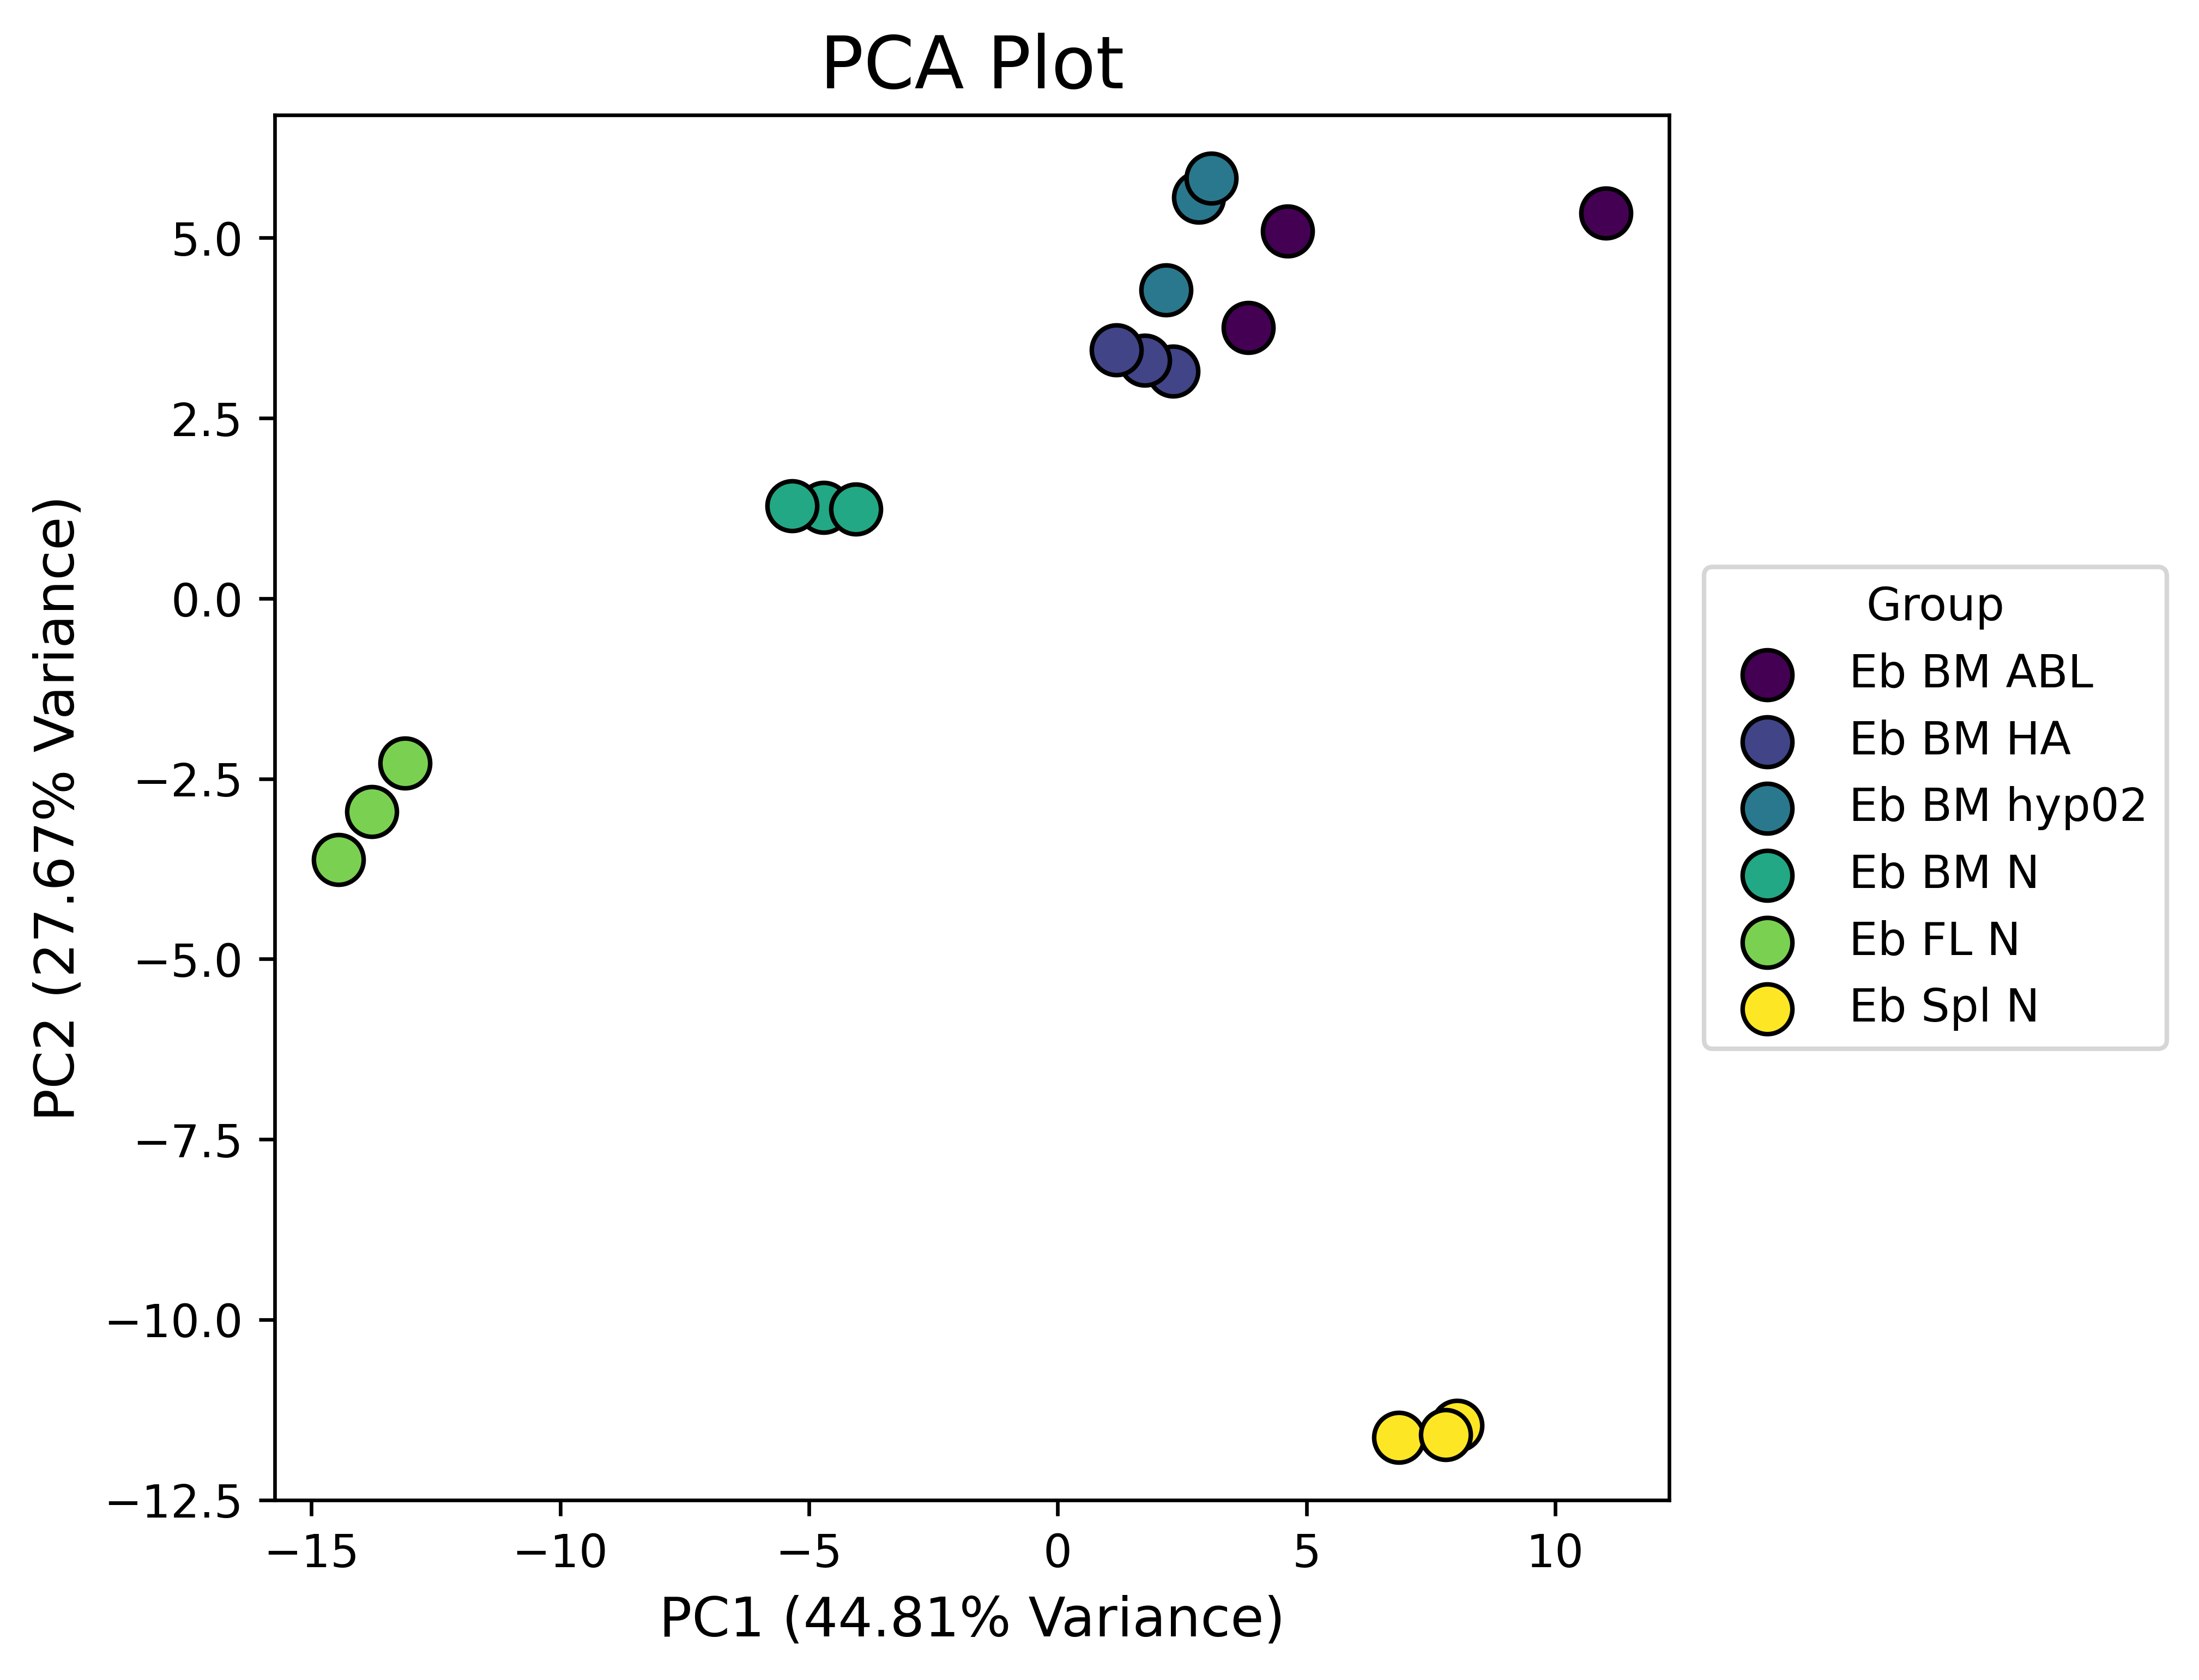 PCA Plot
PC2 (27.67% Variance)
5.0
2.5
0.0
−2.5
−5.0
−7.5
−10.0
−12.5
−15
−10
−5
0
5
10
PC1 (44.81% Variance)
Group
Eb BM ABL
Eb BM HA
Eb BM hyp02
Eb BM N
Eb FL N
Eb Spl N